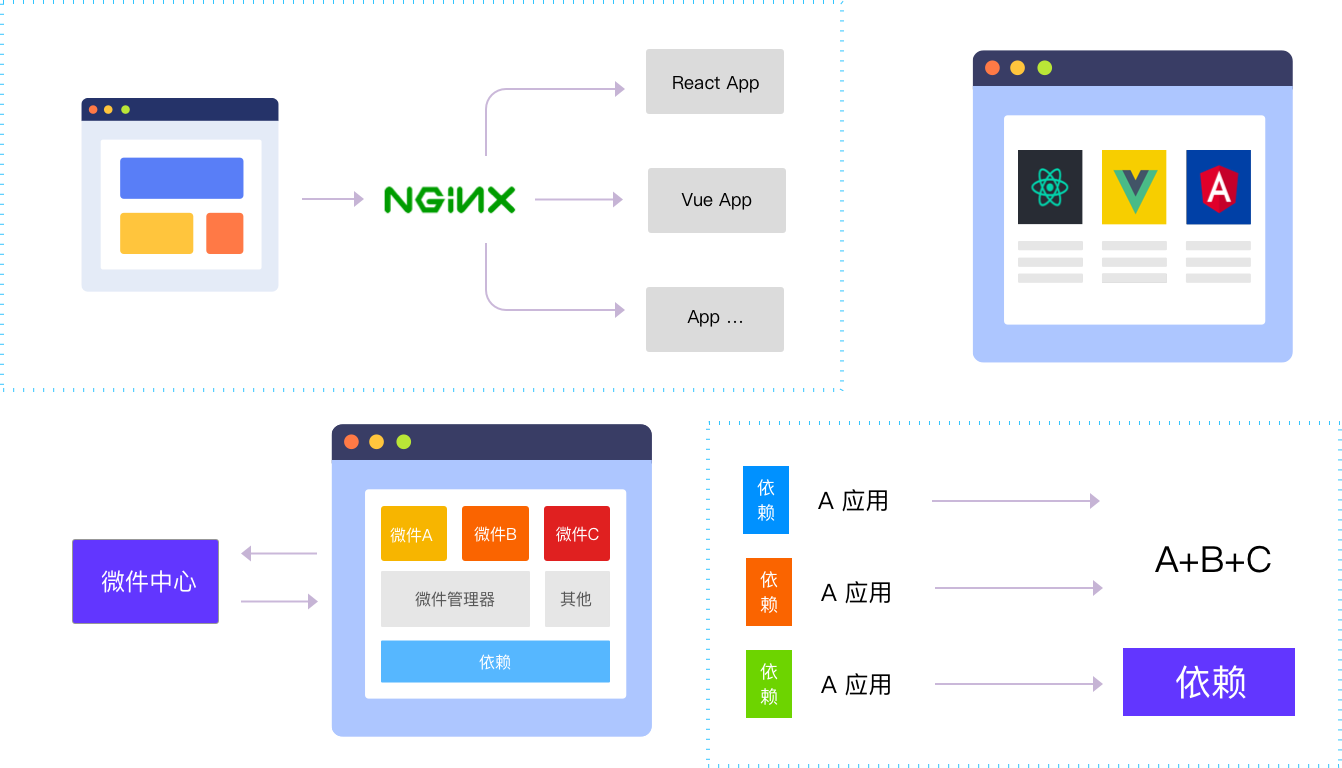 React App
NGiNX
Vue App
App ...
A
微件A
微件B
微件C
微件管理器
其他
依赖
微件中心
依
赖
A 应用
依
赖
A 应用
依
赖
A 应用
A+B+C
依赖